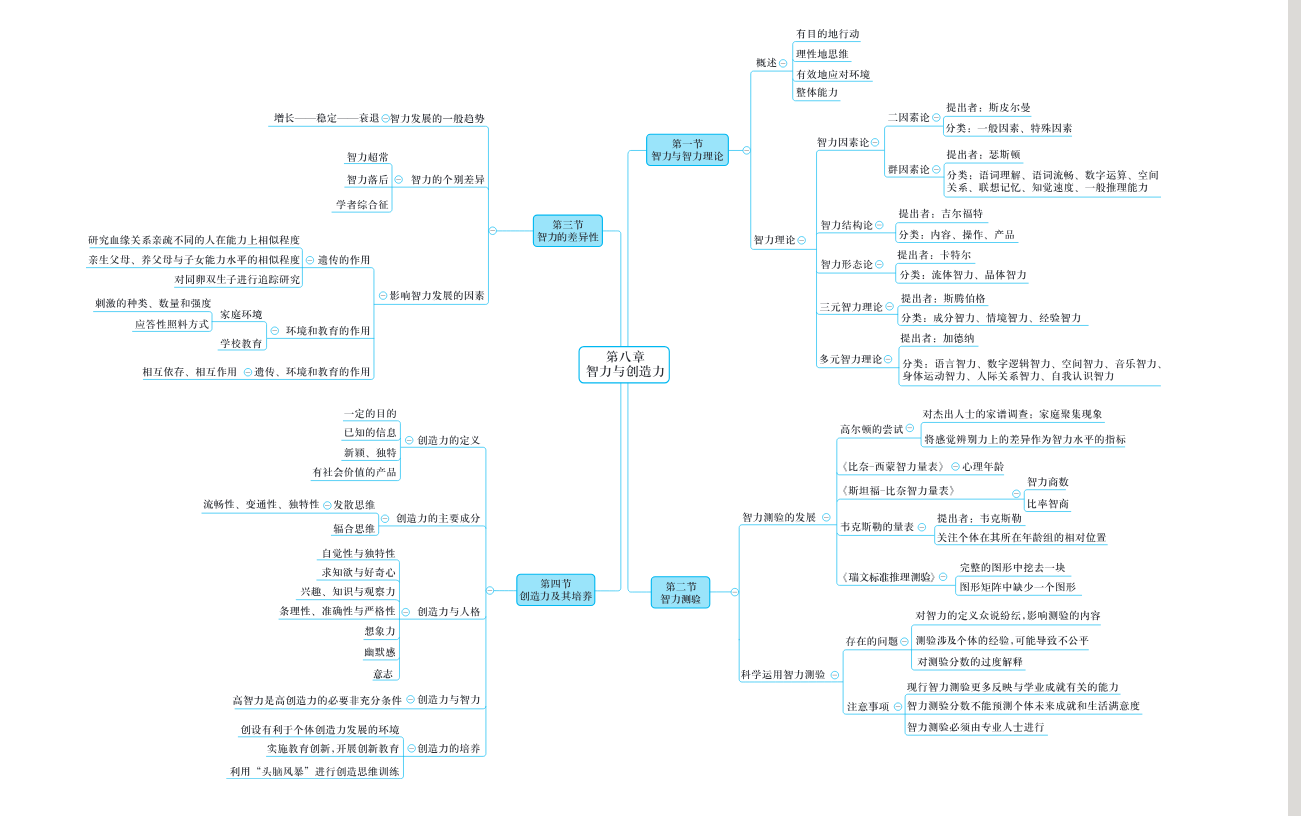 第八章
智力与创造力
第一节
智力与智力理论
概述
有目的地行动
理性地思维
有效地应对环境
整体能力
智力理论
智力因素论
二因素论
提出者：斯皮尔曼
分类：一般因素、特殊因素
群因素论
提出者：瑟斯顿
分类：语词理解、语词流畅、数字运算、空间
关系、联想记忆、知觉速度、一般推理能力
智力结构论
提出者：吉尔福特
分类：内容、操作、产品
智力形态论
提出者：卡特尔
分类：流体智力、晶体智力
三元智力理论
提出者：斯腾伯格
分类：成分智力、情境智力、经验智力
多元智力理论
提出者：加德纳
分类：语言智力、数字逻辑智力、空间智力、音乐智力、
身体运动智力、人际关系智力、自我认识智力
第二节
智力测验
智力测验的发展
高尔顿的尝试
对杰出人士的家谱调查：家庭聚集现象
将感觉辨别力上的差异作为智力水平的指标
《比奈-西蒙智力量表》
心理年龄
《斯坦福-比奈智力量表》
智力商数
比率智商
韦克斯勒的量表
提出者：韦克斯勒
关注个体在其所在年龄组的相对位置
《瑞文标准推理测验》
完整的图形中挖去一块
图形矩阵中缺少一个图形
科学运用智力测验
存在的问题
对智力的定义众说纷纭,影响测验的内容
测验涉及个体的经验,可能导致不公平
对测验分数的过度解释
注意事项
现行智力测验更多反映与学业成就有关的能力
智力测验分数不能预测个体未来成就和生活满意度
智力测验必须由专业人士进行
第三节
智力的差异性
智力发展的一般趋势
增长——稳定——衰退
智力的个别差异
智力超常
智力落后
学者综合征
影响智力发展的因素
遗传的作用
研究血缘关系亲疏不同的人在能力上相似程度
亲生父母、养父母与子女能力水平的相似程度
对同卵双生子进行追踪研究
环境和教育的作用
家庭环境
刺激的种类、数量和强度
应答性照料方式
学校教育
遗传、环境和教育的作用
相互依存、相互作用
第四节
创造力及其培养
创造力的定义
一定的目的
已知的信息
新颖、独特
有社会价值的产品
创造力的主要成分
发散思维
流畅性、变通性、独特性
辐合思维
创造力与人格
自觉性与独特性
求知欲与好奇心
兴趣、知识与观察力
条理性、准确性与严格性
想象力
幽默感
意志
创造力与智力
高智力是高创造力的必要非充分条件
创造力的培养
创设有利于个体创造力发展的环境
实施教育创新,开展创新教育
利用“头脑风暴”进行创造思维训练